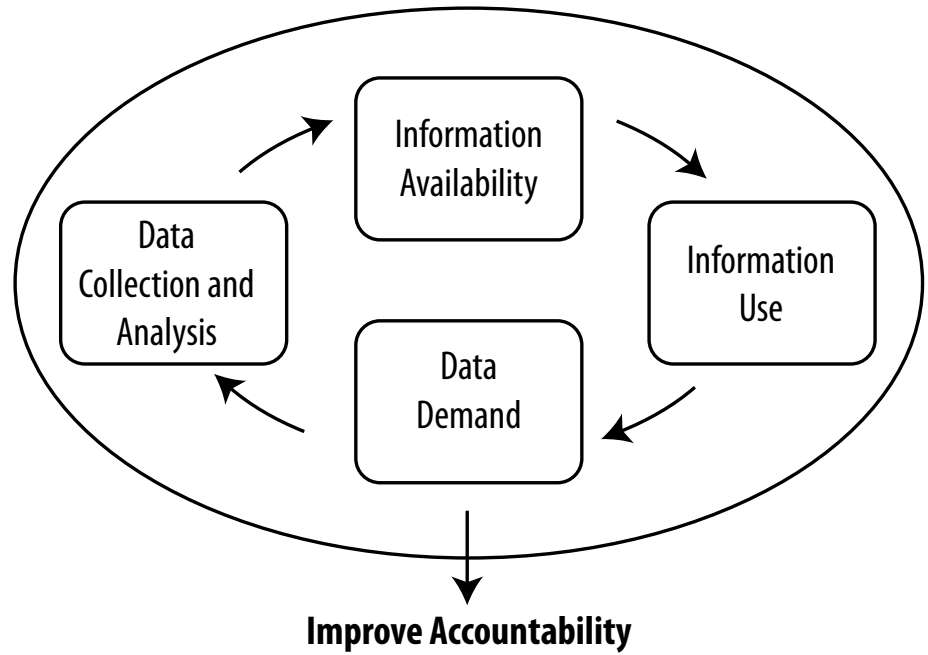 Information
Availability
Data
Collection and
Analysis
Information
Use
Data
Demand
Improve Accountability